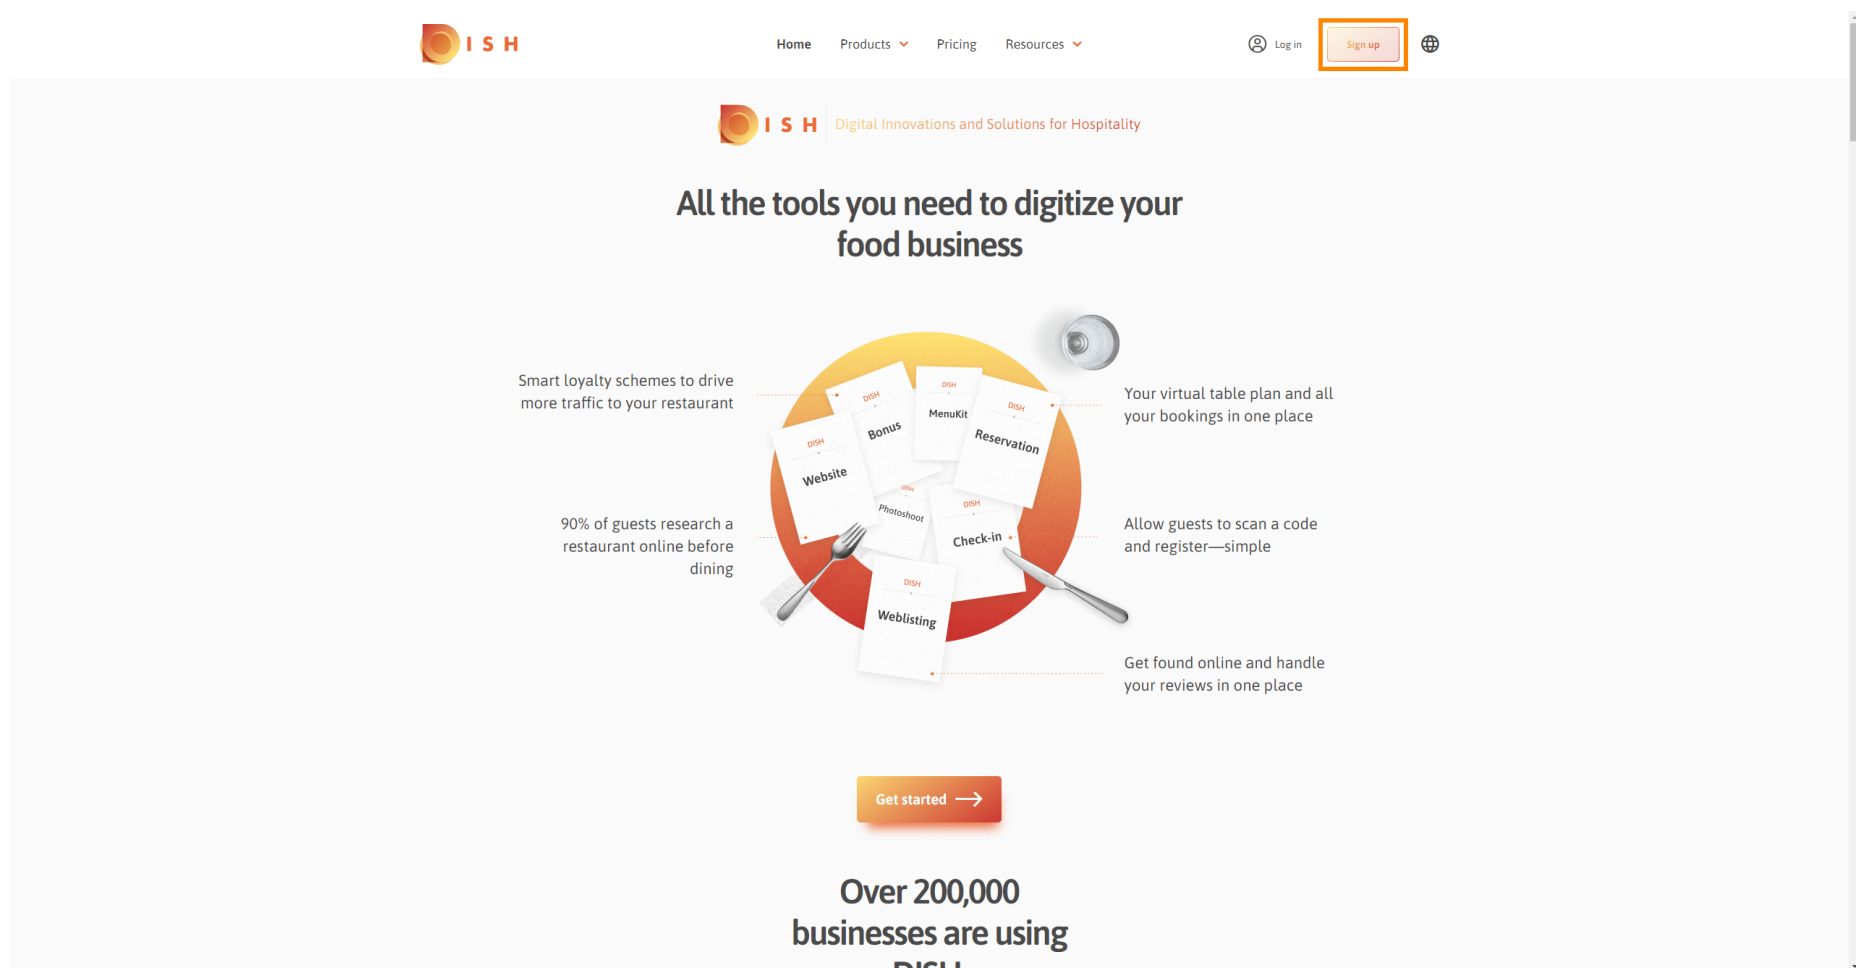 DISH
Home Products Pricing Resources Log in Sign up
DISH Digital Innovations and Solutions for Hospitality
All the tools you need to digitize your
food business
Smart loyalty schemes to drive
more traffic to your restaurant
90% of guests research a
restaurant online before
dining
DISH
Website
DISH
Bonus
DISH
MenuKit
DISH
Reservation
DISH
Photoshoot
DISH
Check-in
DISH
Weblisting
Your virtual table plan and all
your bookings in one place
Allow guests to scan a code
and register—simple
Get found online and handle
your reviews in one place
Get started
Over 200,000
businesses are using
DISH